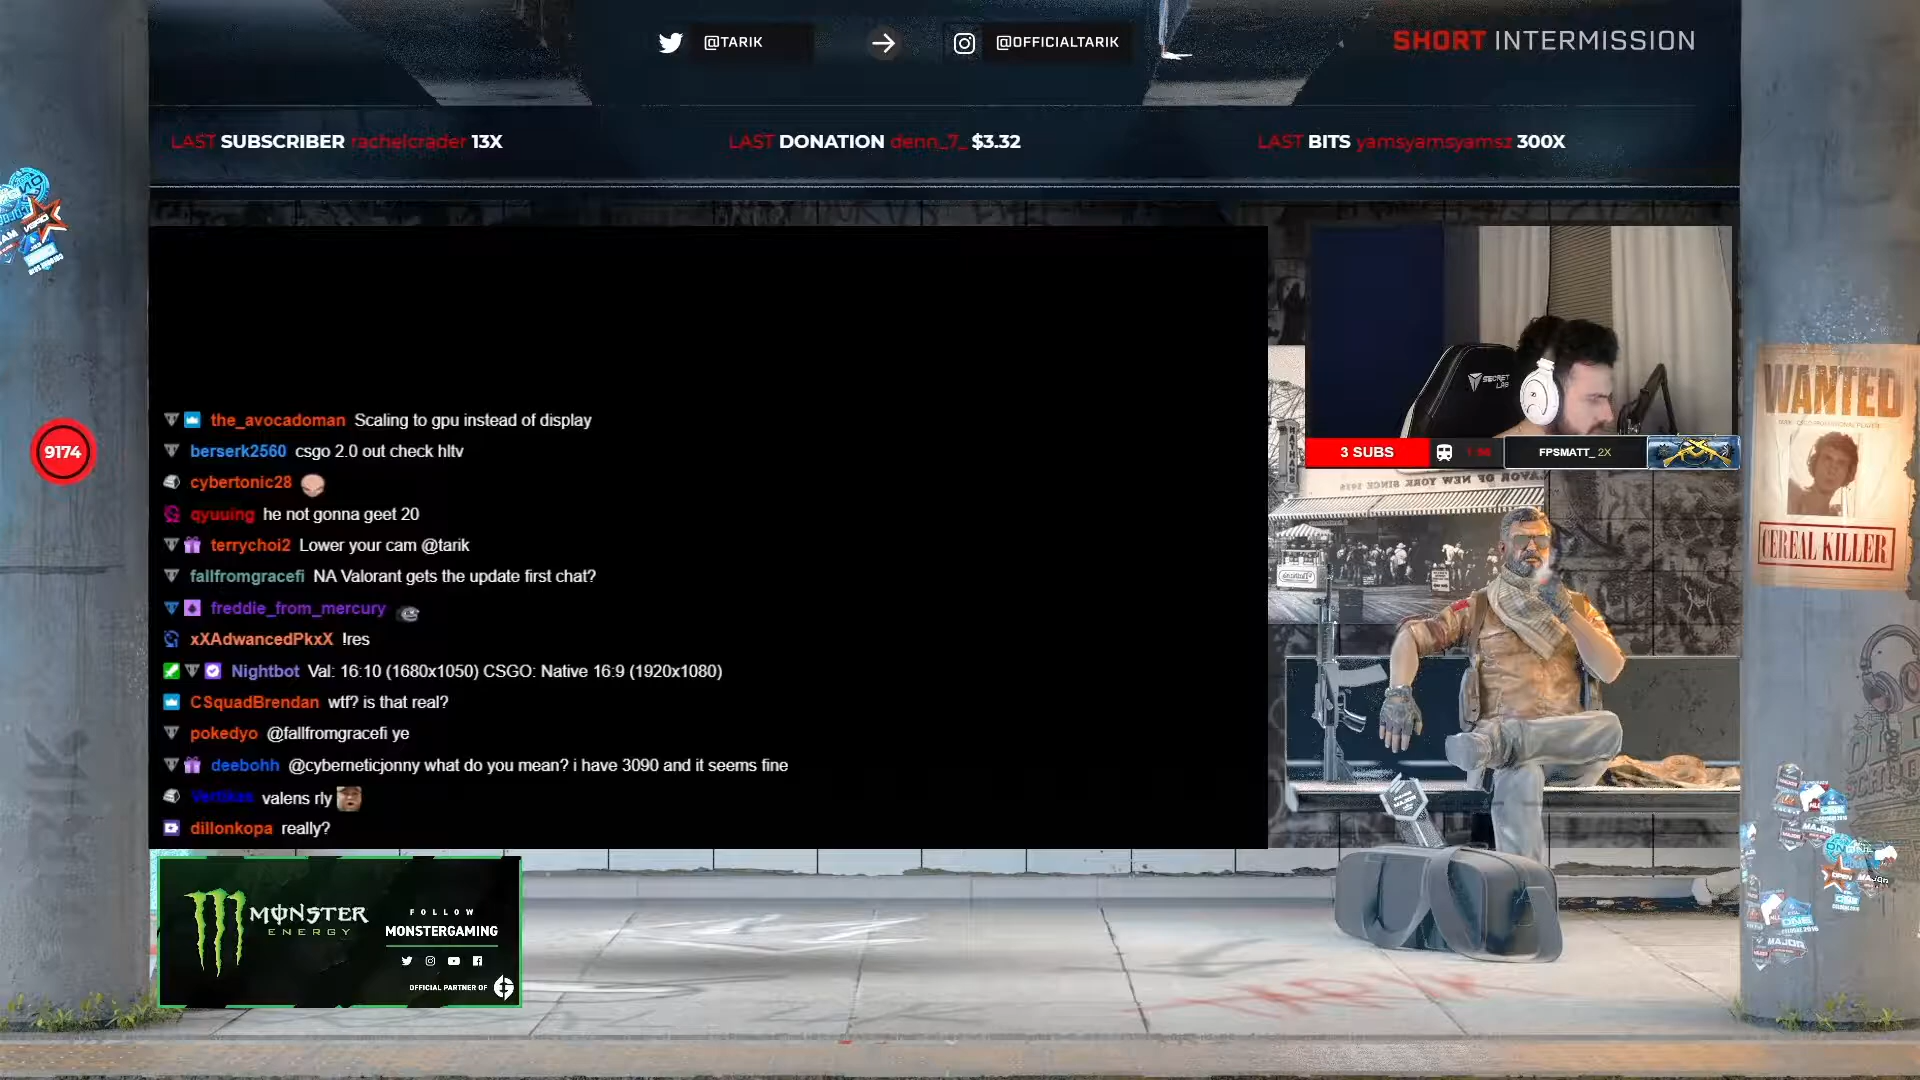 @TARIK
@OFFICIALTARIK
SHORT INTERMISSION
LAST SUBSCRIBER rachelcrader 13X
LAST DONATION denn_7_ $3.32
LAST BITS yamsyamsyamsz 300X
the_avocadoman Scaling to gpu instead of display
berserk2560 csgo 2.0 out check hltv
cybertonic28
qyuuing he not gonna geet 20
terrychoi2 Lower your cam @tarik
fallfromgracefi NA Valorant gets the update first chat?
freddie_from_mercury
xXAdwancedPkxX !res
Nightbot Val: 16:10 (1680x1050) CSGO: Native 16:9 (1920x1080)
CSquadBrendan wtf? is that real?
pokedyo @fallfromgracefi ye
deebohh @cyberneticjonny what do you mean? i have 3090 and it seems fine
valens rly
dillonkopa really?
9174
SECRET
LAB
3 SUBS
FPSMATT_ 2X
WANTED
CEREAL KILLER
MONSTER
ENERGY
FOLLOW
MONSTERGAMING
OFFICIAL PARTNER OF